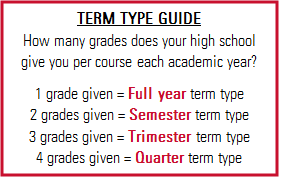 TERM TYPE GUIDE
How many grades does your high school
give you per course each academic year?
1 grade given = Full year term type
2 grades given = Semester term type
3 grades given = Trimester term type
4 grades given = Quarter term type